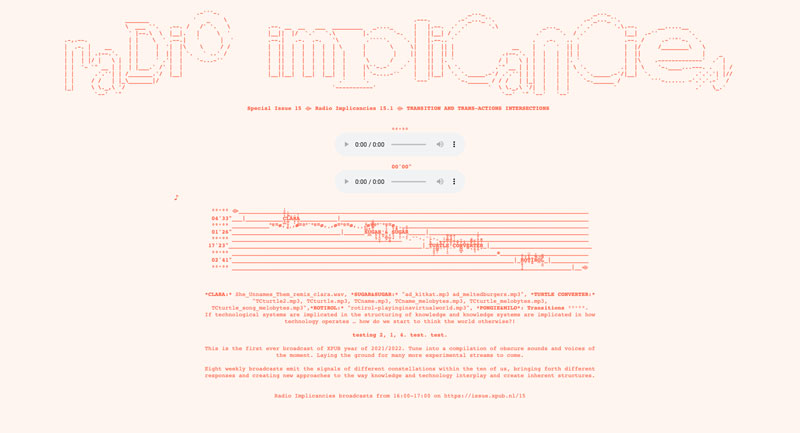 radio implicancies
Special Issue 15 <> Radio Implicancies 15.1 <> TRANSITION AND TRANS-ACTIONS INTERSECTIONS
0:00 / 0:00
00'00"
0:00 / 0:00
04'33"
CLARA
01'26"
SUGAR & SUGAR
17'23"
TURTLE CONVERTER
02'41"
ROTIROL
*CLARA:* She_Unnames_Them_remix_clara.wav, *SUGAR&SUGAR:* "ad_kitkat.mp3 ad_meltedburgers.mp3", *TURTLE CONVERTER:*
"TCturtle2.mp3, TCturtle.mp3, TCname.mp3, TCname_melobytes.mp3, TCturtle_melobytes.mp3,
TCturtle_song_melobytes.mp3",*ROTIROL:* "rotirol-playinginavirtualworld.mp3". *PONGIE&MILO*: Transitions
If technological systems are implicated in the structuring of knowledge and knowledge systems are implicated in how
technology operates … how do we start to think the world otherwise?!
testing 2, 1, 4. test. test.
This is the first ever broadcast of XPUB year of 2021/2022. Tune into a compilation of obscure sounds and voices of
the moment. Laying the ground for many more experimental streams to come.
Eight weekly broadcasts emit the signals of different constellations within the ten of us, bringing forth different
responses and creating new approaches to the way knowledge and technology interplay and create inherent structures.
Radio Implicancies broadcasts from 16:00-17:00 on https://issue.xpub.nl/15